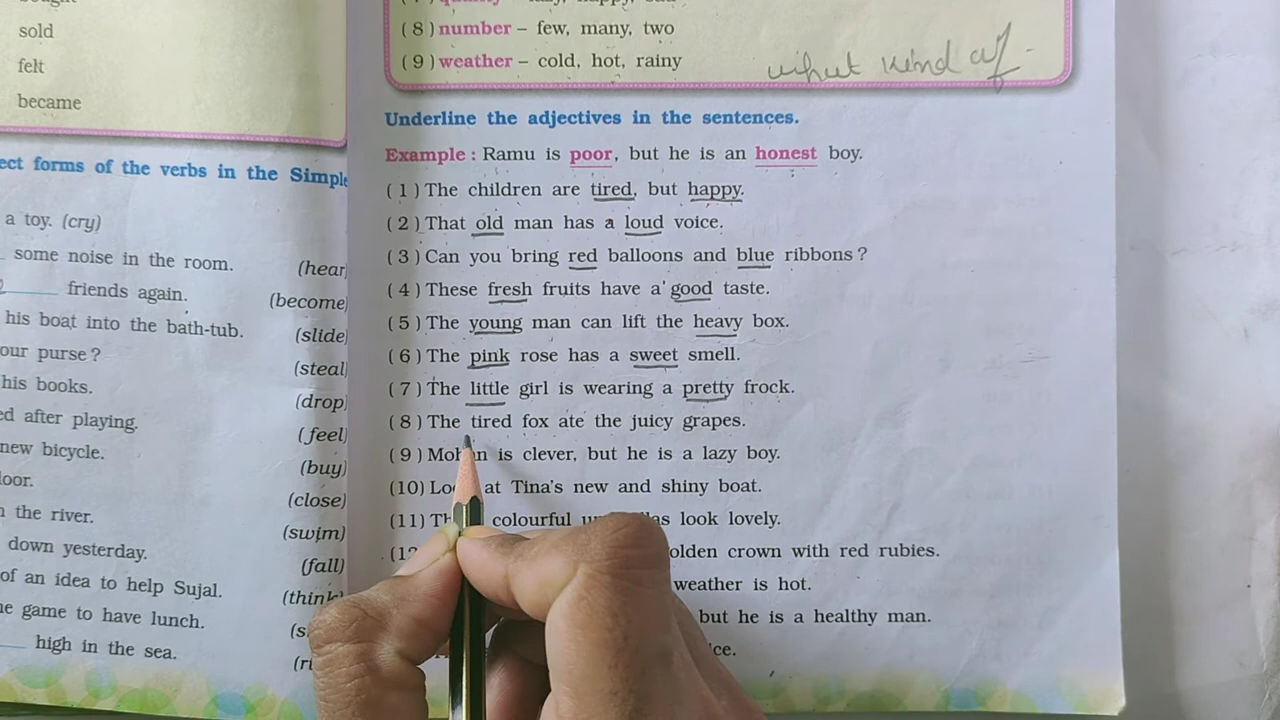 sold
felt
became
ect forms of the verbs in the Simple
a toy. (cry)
some noise in the room. (hear)
friends again. (become)
his boat into the bath-tub. (slide)
our purse ? (steal)
his books. (drop)
ed after playing. (feel)
new bicycle. (buy)
loor. (close)
n the river. (swim)
down yesterday. (fall)
of an idea to help Sujal. (think)
ne game to have lunch.
high in the sea.
(8) number – few, many, two
(9) weather – cold, hot, rainy
what kind of
Underline the adjectives in the sentences.
Example : Ramu is poor, but he is an honest boy.
(1) The children are tired, but happy.
(2) That old man has a loud voice.
(3) Can you bring red balloons and blue ribbons ?
(4) These fresh fruits have a good taste.
(5) The young man can lift the heavy box.
(6) The pink rose has a sweet smell.
(7) The little girl is wearing a pretty frock.
(8) The tired fox ate the juicy grapes.
(9) Mohan is clever, but he is a lazy boy.
(10) Look at Tina's new and shiny boat.
(11) colourful look lovely.
olden crown with red rubies.
weather is hot.
but he is a healthy man.
ce.